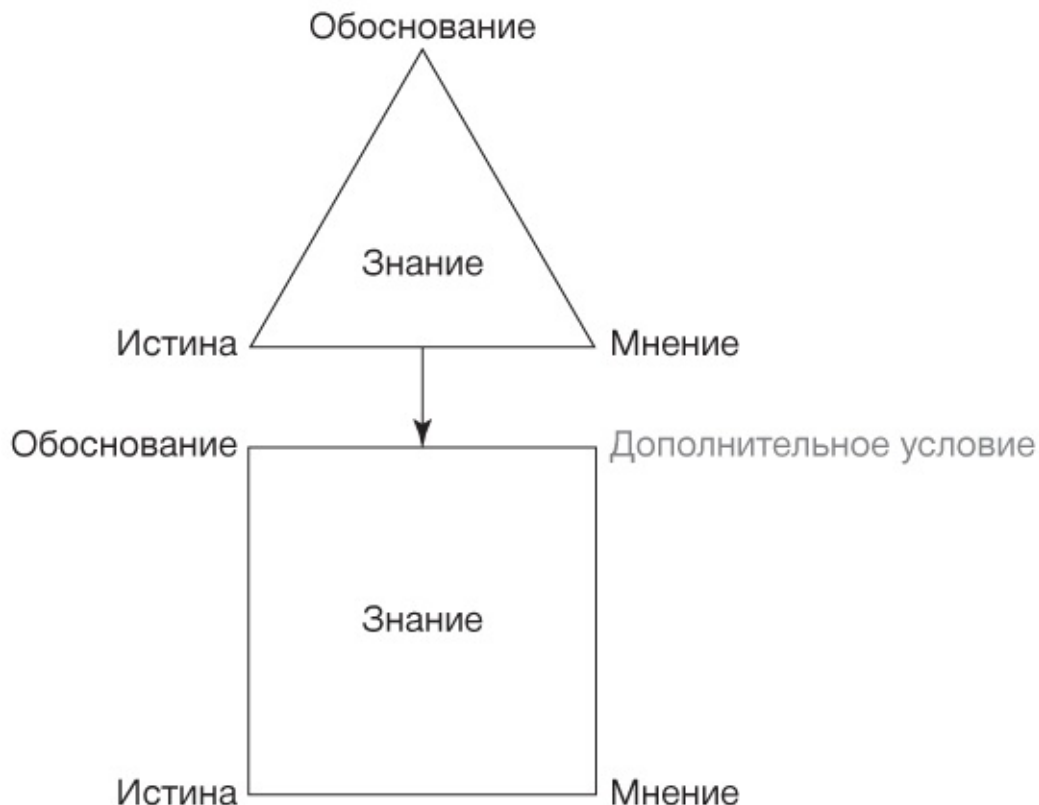 Обоснование
Знание
Истина
Мнение
Обоснование
Дополнительное условие
Знание
Истина
Мнение